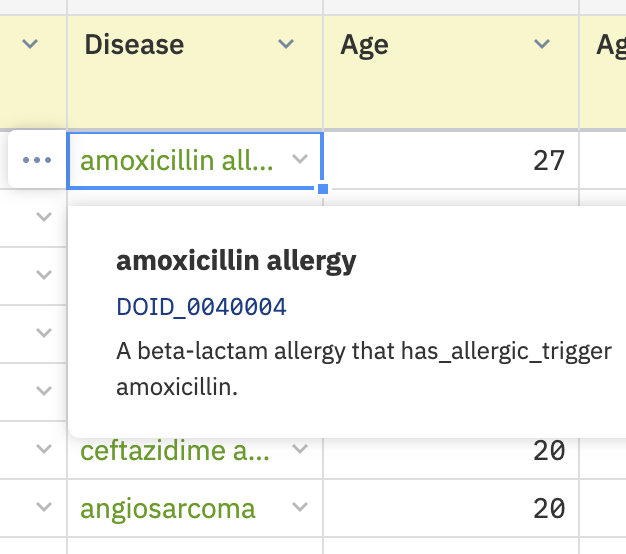 Disease Age Ag
amoxicillin all... 27
amoxicillin allergy
DOID_0040004
A beta-lactam allergy that has_allergic_trigger
amoxicillin.
ceftazidime a... 20
angiosarcoma 20